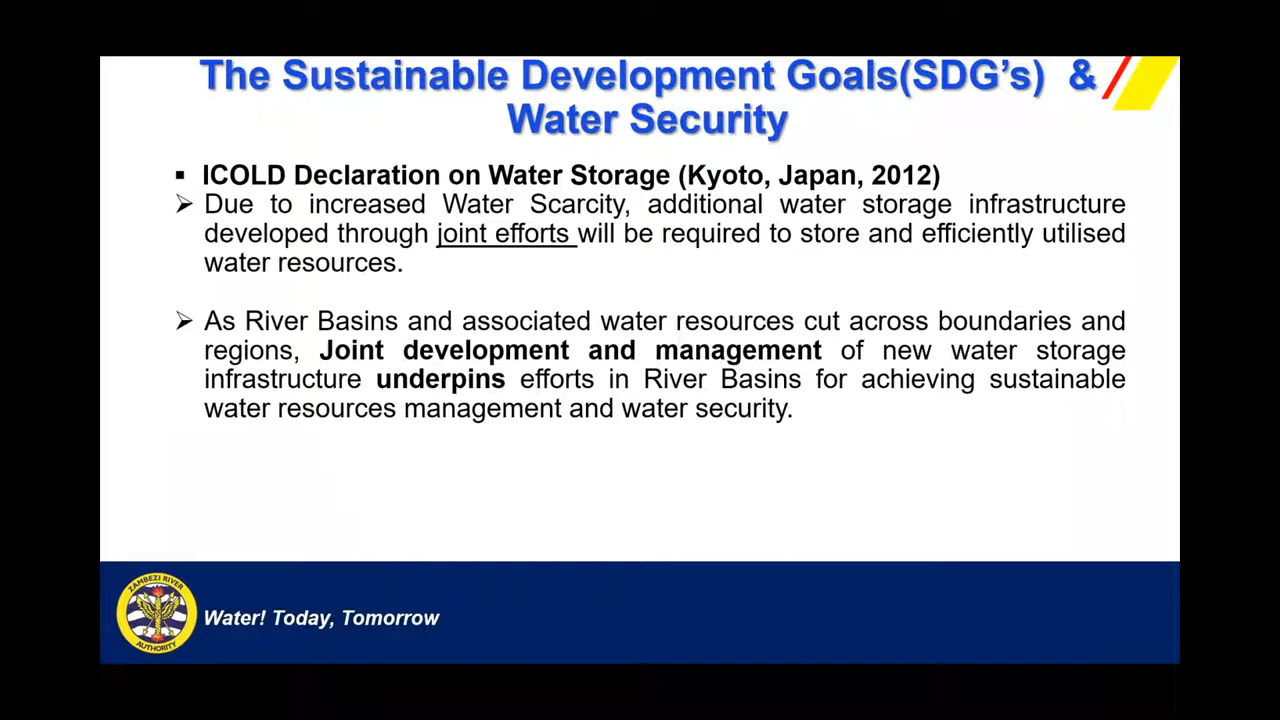 The Sustainable Development Goals(SDG’s) &
Water Security
▪ ICOLD Declaration on Water Storage (Kyoto, Japan, 2012)
➢ Due to increased Water Scarcity, additional water storage infrastructure
developed through joint efforts will be required to store and efficiently utilised
water resources.
➢ As River Basins and associated water resources cut across boundaries and
regions, Joint development and management of new water storage
infrastructure underpins efforts in River Basins for achieving sustainable
water resources management and water security.
ZAMBEZI RIVER
AUTHORITY
Water! Today, Tomorrow